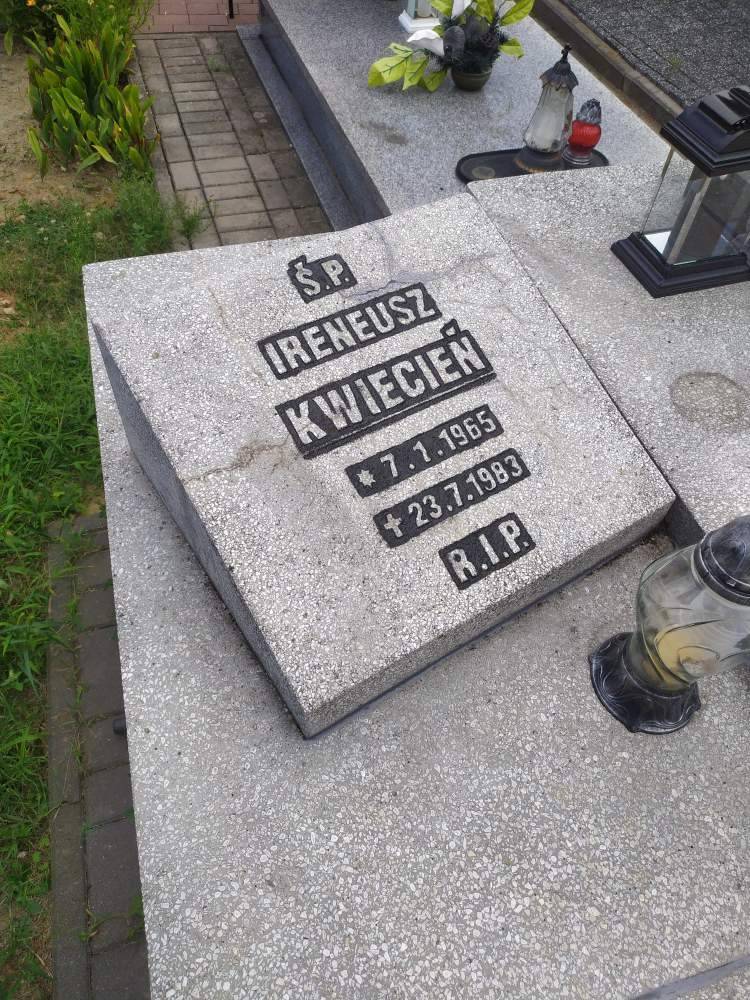 Ś.P.
IRENEUSZ
KWIECIEŃ
* 7.1.1965
✝ 23.7.1983
R.I.P.